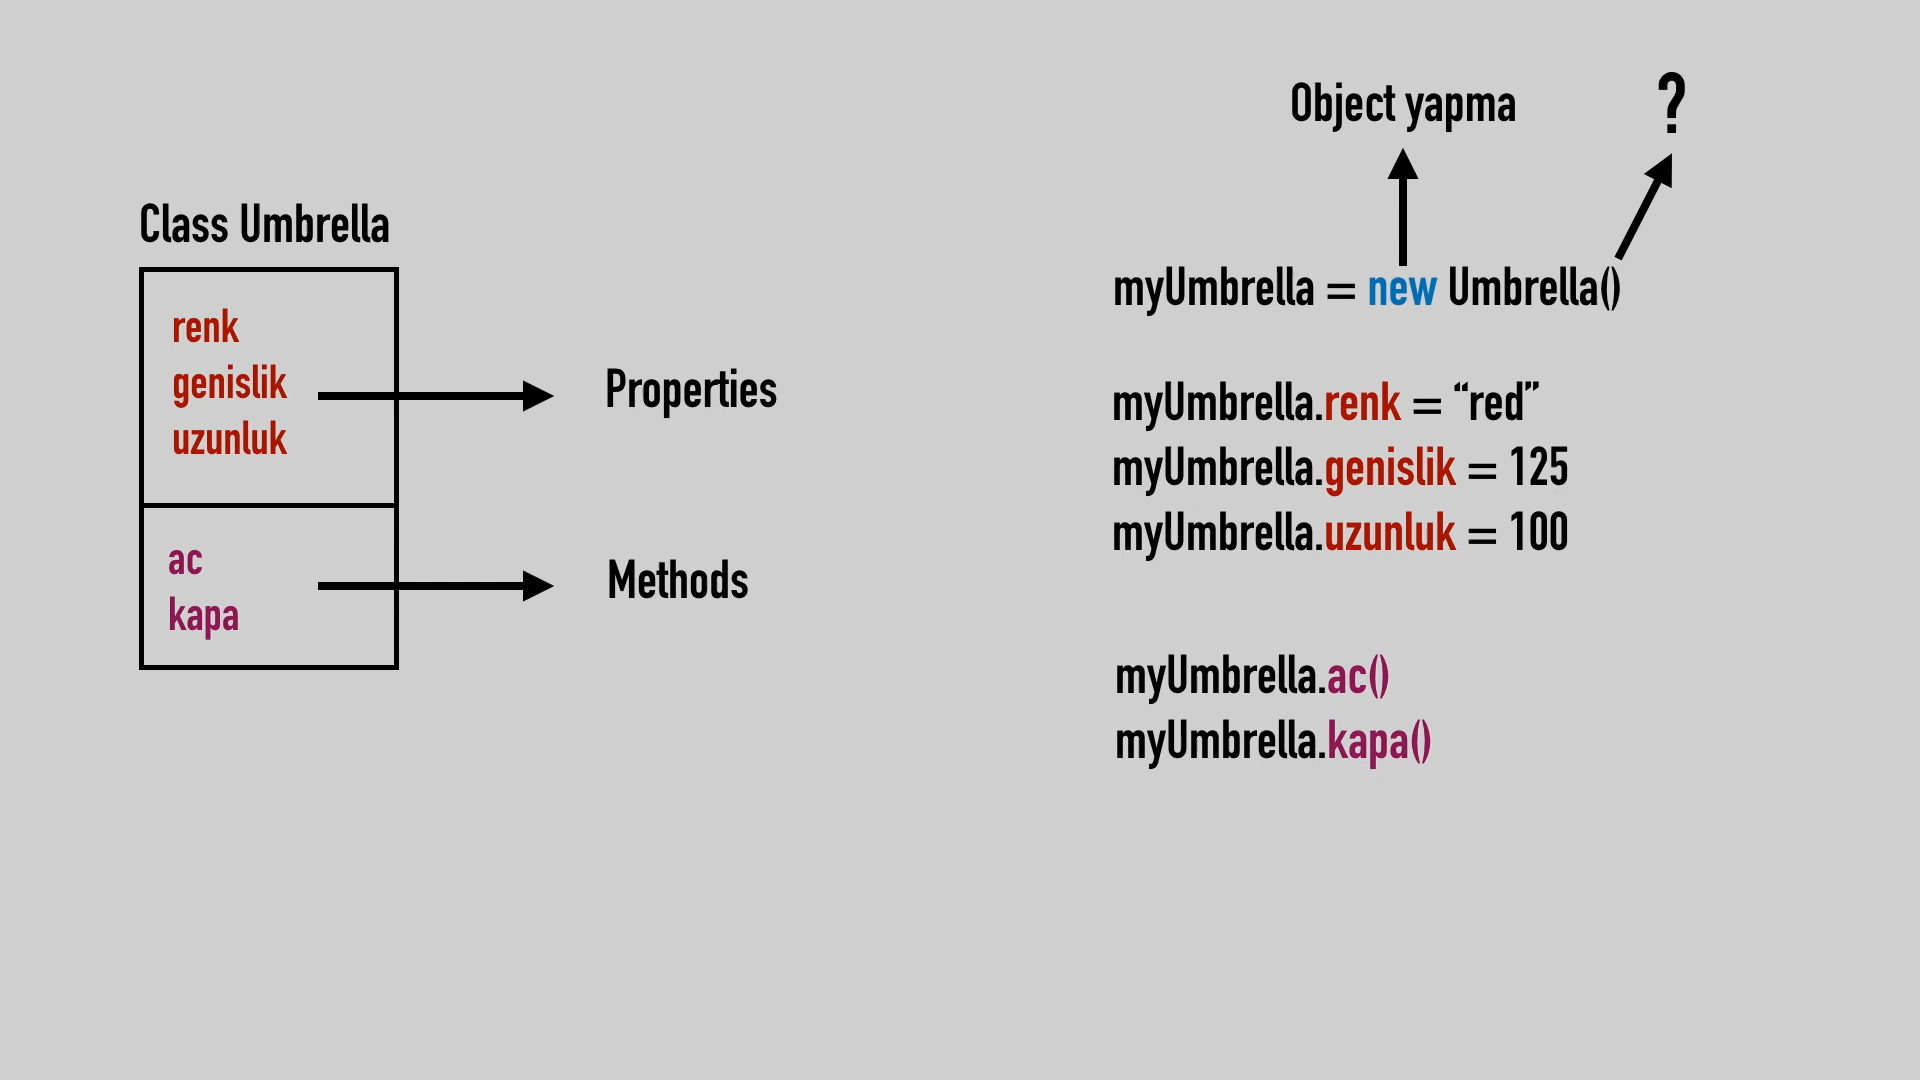 Class Umbrella
renk
genislik
uzunluk
Properties
ac
kapa
Methods
Object yapma
?
myUmbrella = new Umbrella()
myUmbrella.renk = “red”
myUmbrella.genislik = 125
myUmbrella.uzunluk = 100
myUmbrella.ac()
myUmbrella.kapa()